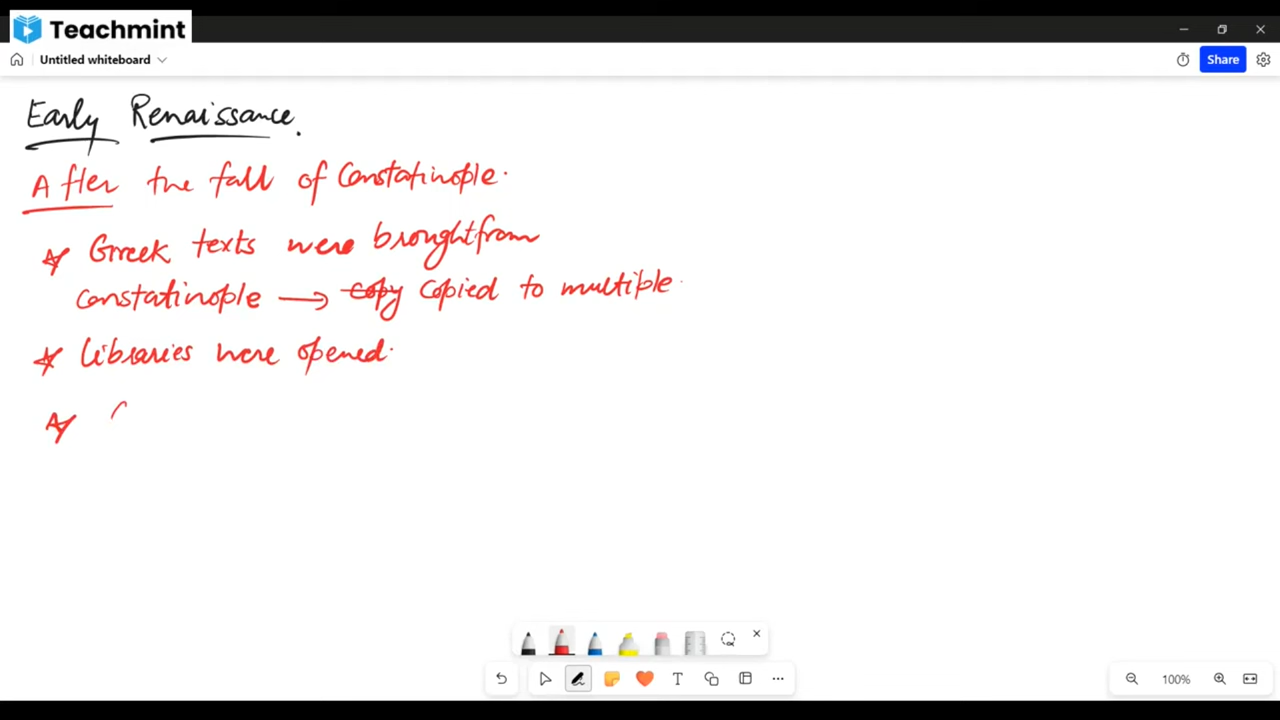 Teachmint
Untitled whiteboard
Share
Early Renaissance.
After the fall of Constatinople.
Greek texts were brought from
Constatinople → copy Copied to multiple.
Libraries were opened.
T
100%